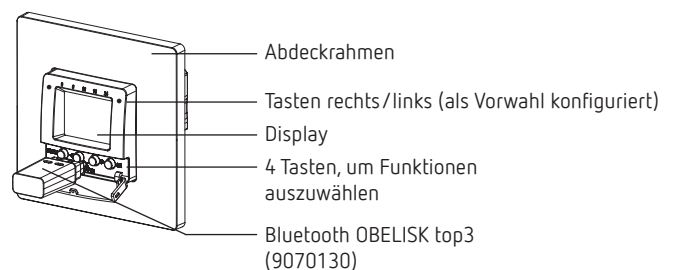 Abdeckrahmen
Tasten rechts/links (als Vorwahl konfiguriert)
Display
4 Tasten, um Funktionen
auszuwählen
Bluetooth OBELISK top3
(9070130)